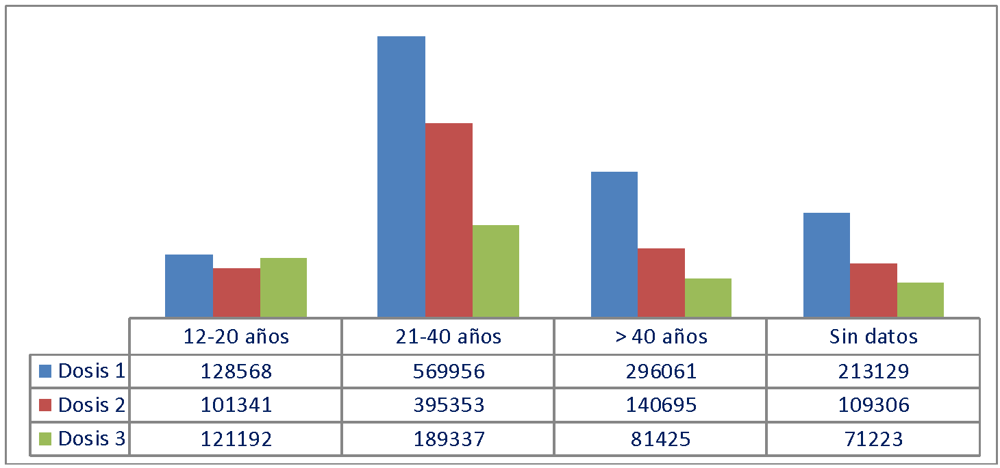 12-20 años 21-40 años > 40 años Sin datos
Dosis 1 128568 569956 296061 213129
Dosis 2 101341 395353 140695 109306
Dosis 3 121192 189337 81425 71223